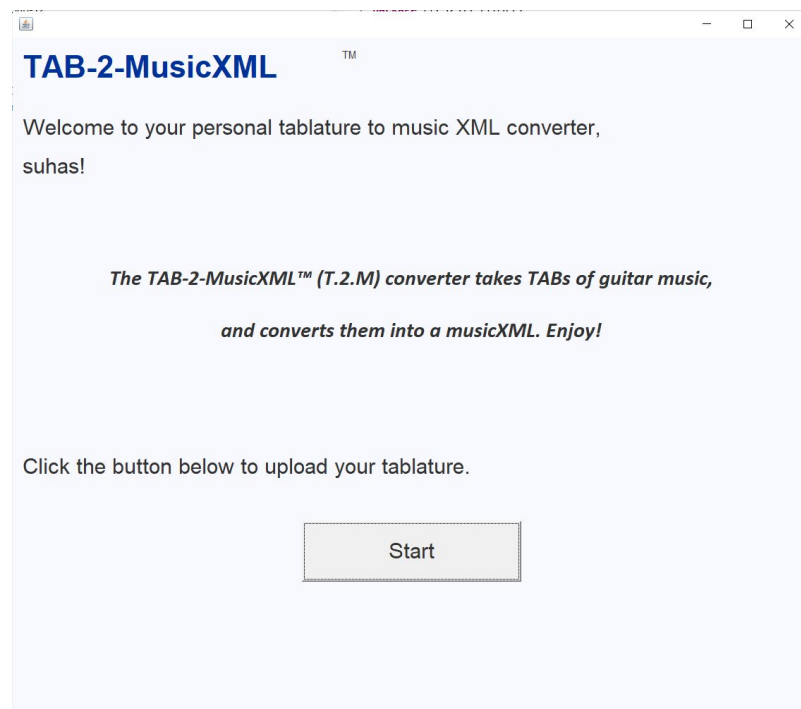 TAB-2-MusicXML TM
Welcome to your personal tablature to music XML converter,
suhas!
The TAB-2-MusicXML™ (T.2.M) converter takes TABs of guitar music,
and converts them into a musicXML. Enjoy!
Click the button below to upload your tablature.
Start